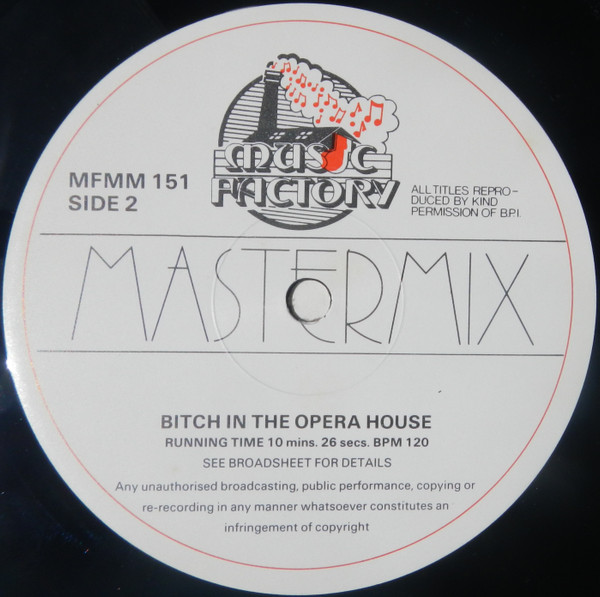 MUSIC
FACTORY
MFMM 151
SIDE 2
ALL TITLES REPRO-
DUCED BY KIND
PERMISSION OF B.P.I.
MASTERMIX
BITCH IN THE OPERA HOUSE
RUNNING TIME 10 mins. 26 secs. BPM 120
SEE BROADSHEET FOR DETAILS
Any unauthorised broadcasting, public performance, copying or
re-recording in any manner whatsoever constitutes an
infringement of copyright